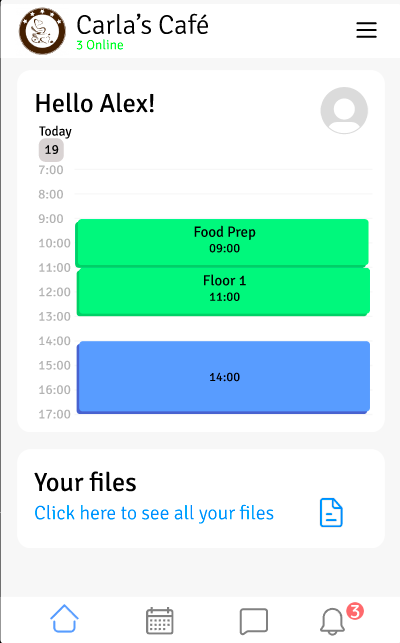 Carla's Café
3 Online
Hello Alex!
Today
19
7:00
8:00
9:00
Food Prep
09:00
10:00
11:00
Floor 1
11:00
12:00
13:00
14:00
15:00
14:00
16:00
17:00
Your files
Click here to see all your files
3